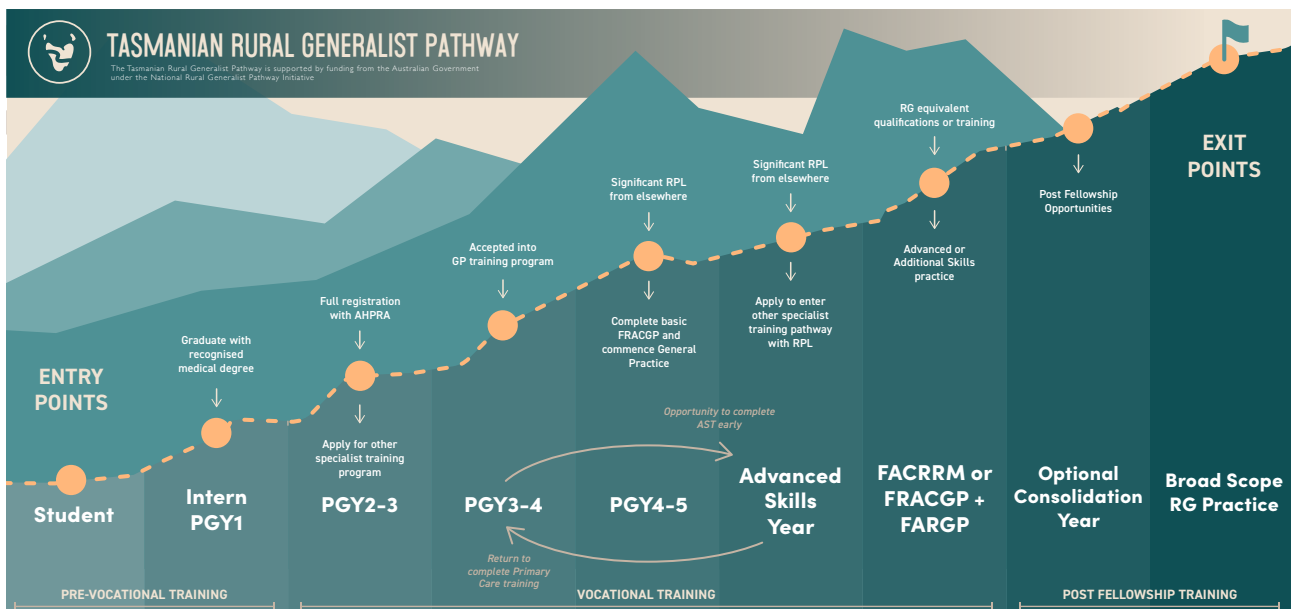 TASMANIAN RURAL GENERALIST PATHWAY
The Tasmanian Rural Generalist Pathway is supported by funding from the Australian Government
under the National Rural Generalist Pathway Initiative
ENTRY
POINTS
Graduate with
recognised
medical degree
Full registration
with AHPRA
Apply for other
specialist training
program
Accepted into
GP training program
Significant RPL
from elsewhere
Complete basic
FRACGP and
commence General
Practice
Significant RPL
from elsewhere
Apply to enter
other specialist
training pathway
with RPL
RG equivalent
qualifications or training
Advanced or
Additional Skills
practice
Post Fellowship
Opportunities
EXIT
POINTS
Opportunity to complete
AST early
Student
Intern
PGY1
PGY2-3
PGY3-4
PGY4-5
Advanced
Skills
Year
FACRRM or
FRACGP +
FARGP
Optional
Consolidation
Year
Broad Scope
RG Practice
Return to
complete Primary
Care training
PRE-VOCATIONAL TRAINING
VOCATIONAL TRAINING
POST FELLOWSHIP TRAINING